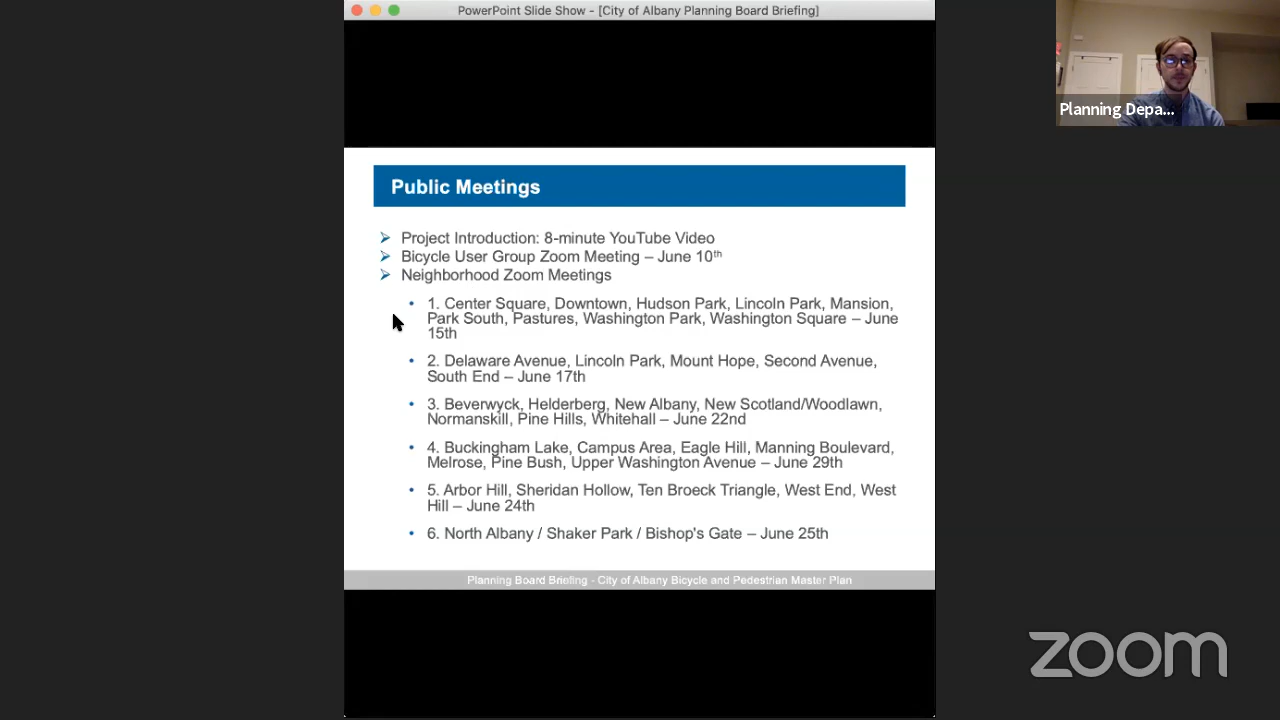 PowerPoint Slide Show - [City of Albany Planning Board Briefing]
Planning Depa...
Public Meetings
Project Introduction: 8-minute YouTube Video
Bicycle User Group Zoom Meeting – June 10th
Neighborhood Zoom Meetings
• 1. Center Square, Downtown, Hudson Park, Lincoln Park, Mansion,
Park South, Pastures, Washington Park, Washington Square – June
15th
• 2. Delaware Avenue, Lincoln Park, Mount Hope, Second Avenue,
South End – June 17th
• 3. Beverwyck, Helderberg, New Albany, New Scotland/Woodlawn,
Normanskill, Pine Hills, Whitehall – June 22nd
• 4. Buckingham Lake, Campus Area, Eagle Hill, Manning Boulevard,
Melrose, Pine Bush, Upper Washington Avenue – June 29th
• 5. Arbor Hill, Sheridan Hollow, Ten Broeck Triangle, West End, West
Hill – June 24th
• 6. North Albany / Shaker Park / Bishop's Gate – June 25th
Planning Board Briefing - City of Albany Bicycle and Pedestrian Master Plan
zoom